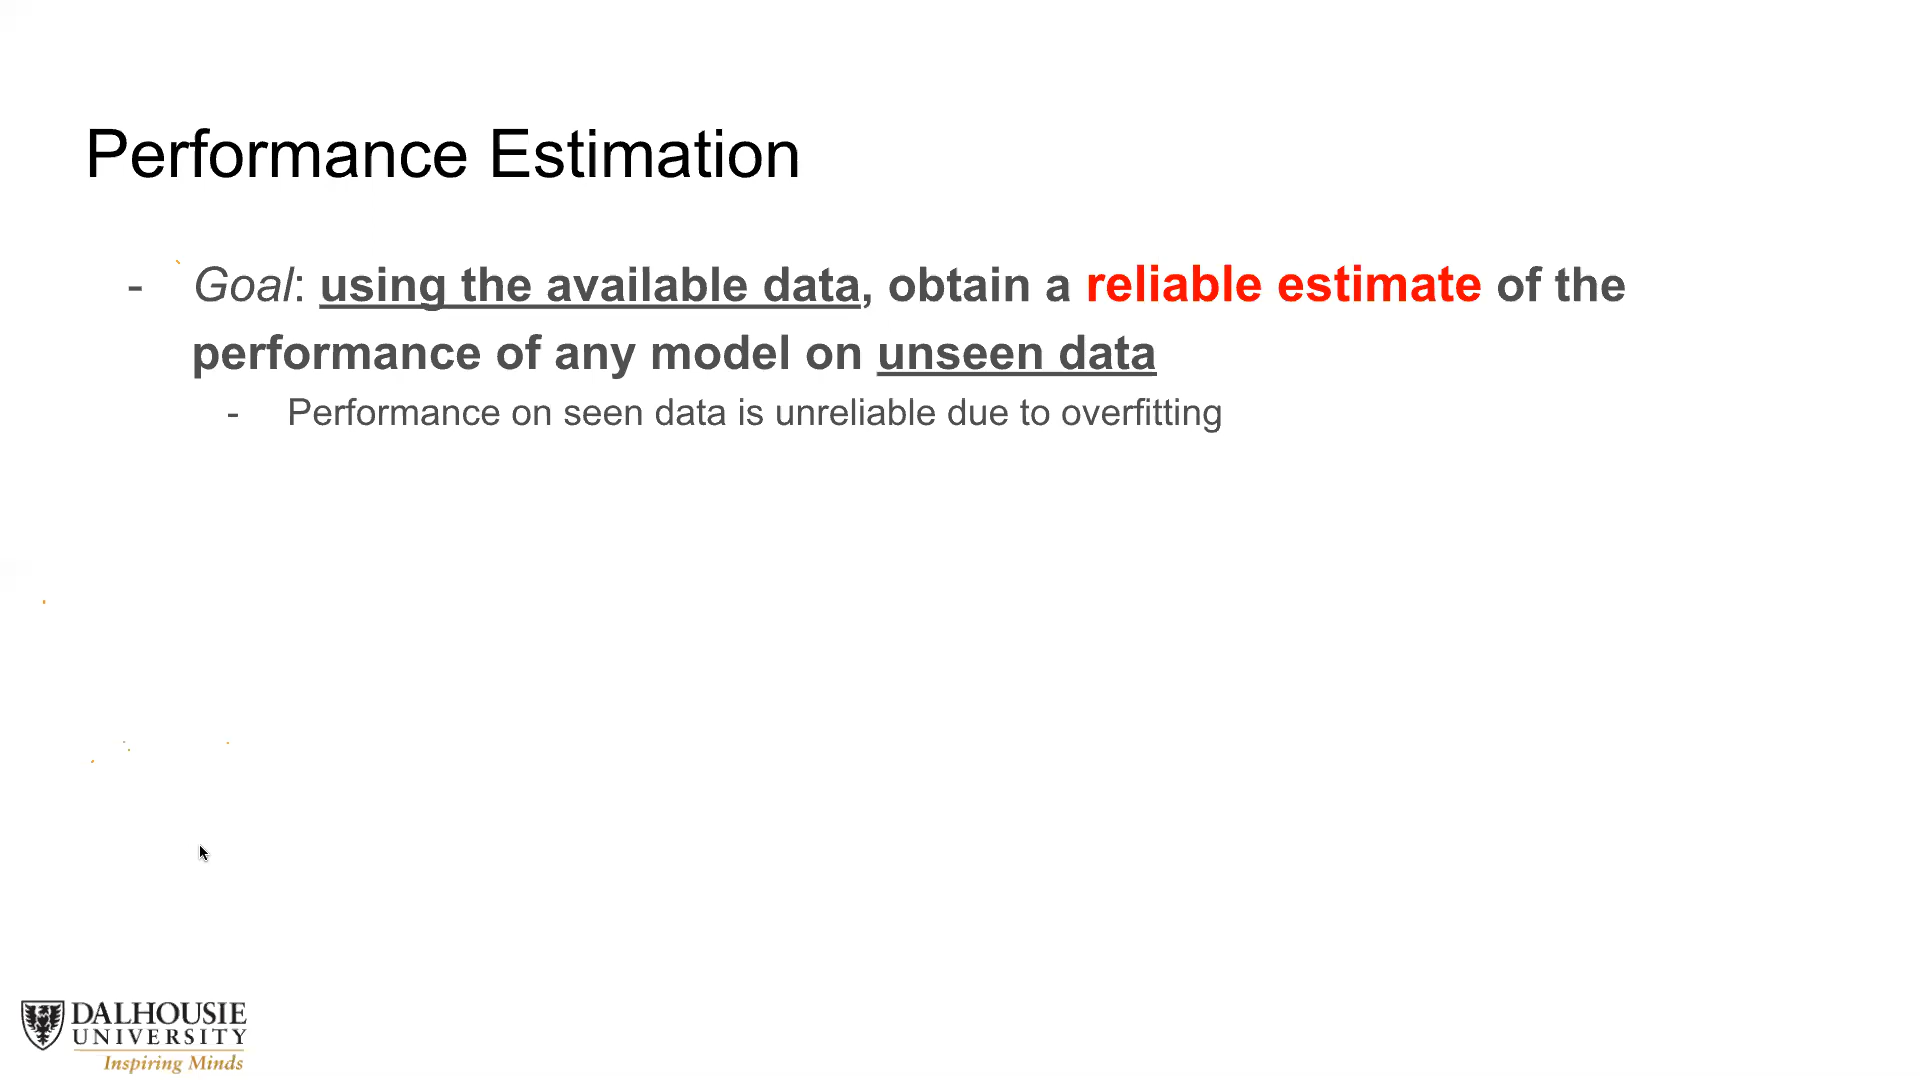 Performance Estimation
- Goal: using the available data, obtain a reliable estimate of the
performance of any model on unseen data
- Performance on seen data is unreliable due to overfitting
DALHOUSIE
UNIVERSITY
Inspiring Minds